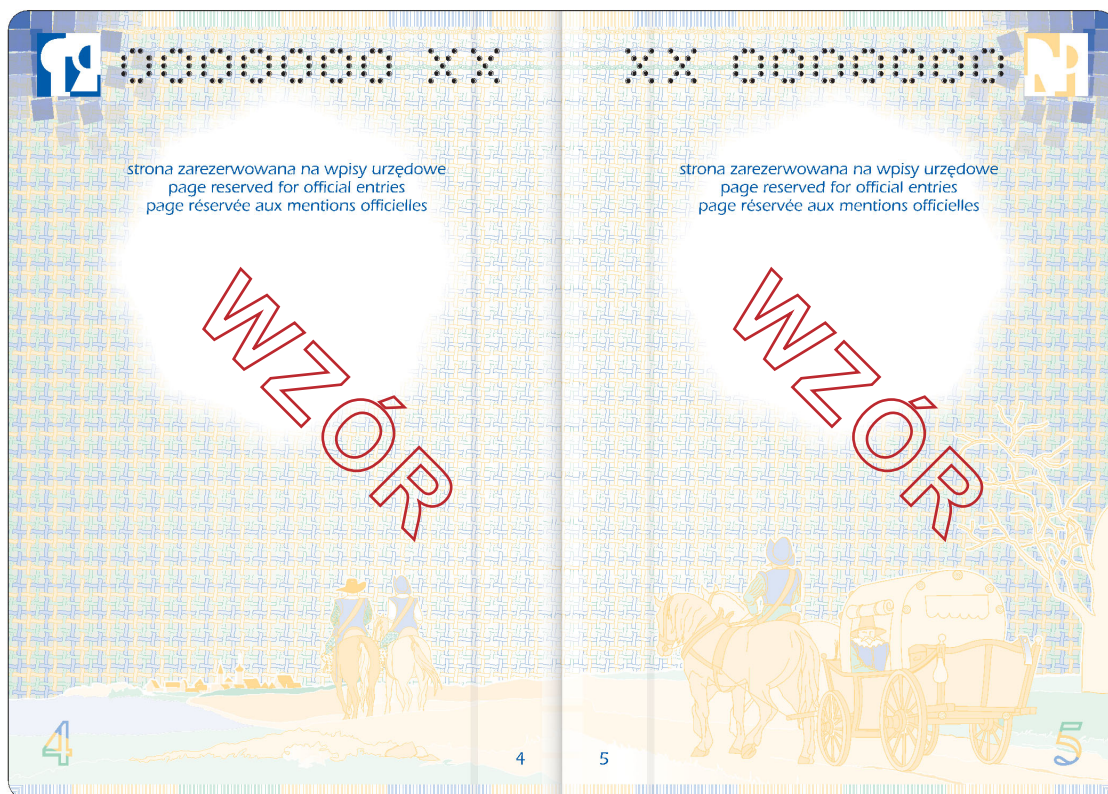 0000000 XX
strona zarezerwowana na wpisy urzędowe
page reserved for official entries
page réservée aux mentions officielles
WZÓR
4
4
XX 0000000
strona zarezerwowana na wpisy urzędowe
page reserved for official entries
page réservée aux mentions officielles
WZÓR
5
5